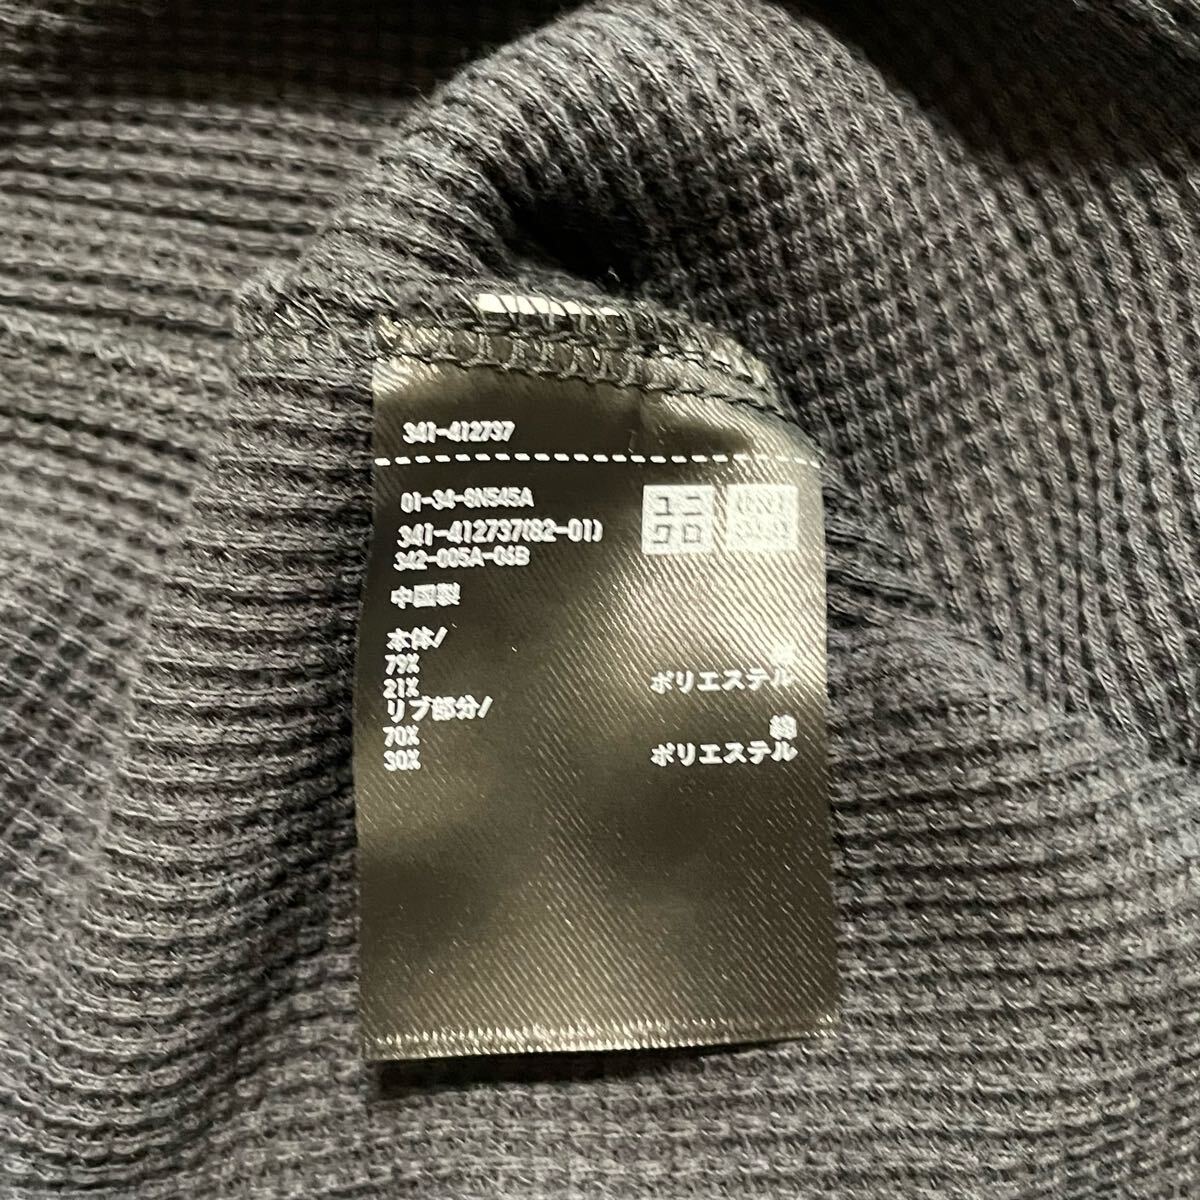 341-412737
01-34-8N545A
341-412737(82-01)
342-005A-06B
ユニ
クロ
中国製
本体/
79%
21% ポリエステル
リブ部分/
70% 綿
30% ポリエステル